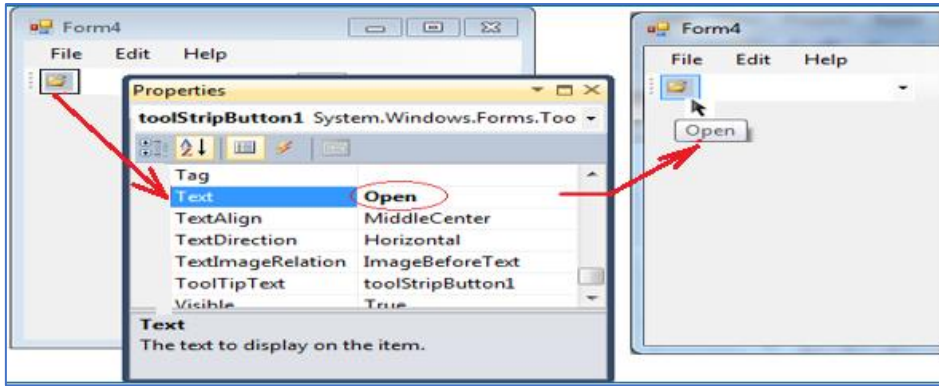 Form4
File Edit Help
Properties
toolStripButton1 System.Windows.Forms.Too
Tag
Text Open
TextAlign MiddleCenter
TextDirection Horizontal
TextImageRelation ImageBeforeText
ToolTipText toolStripButton1
Visible True
Text
The text to display on the item.
Form4
File Edit Help
Open